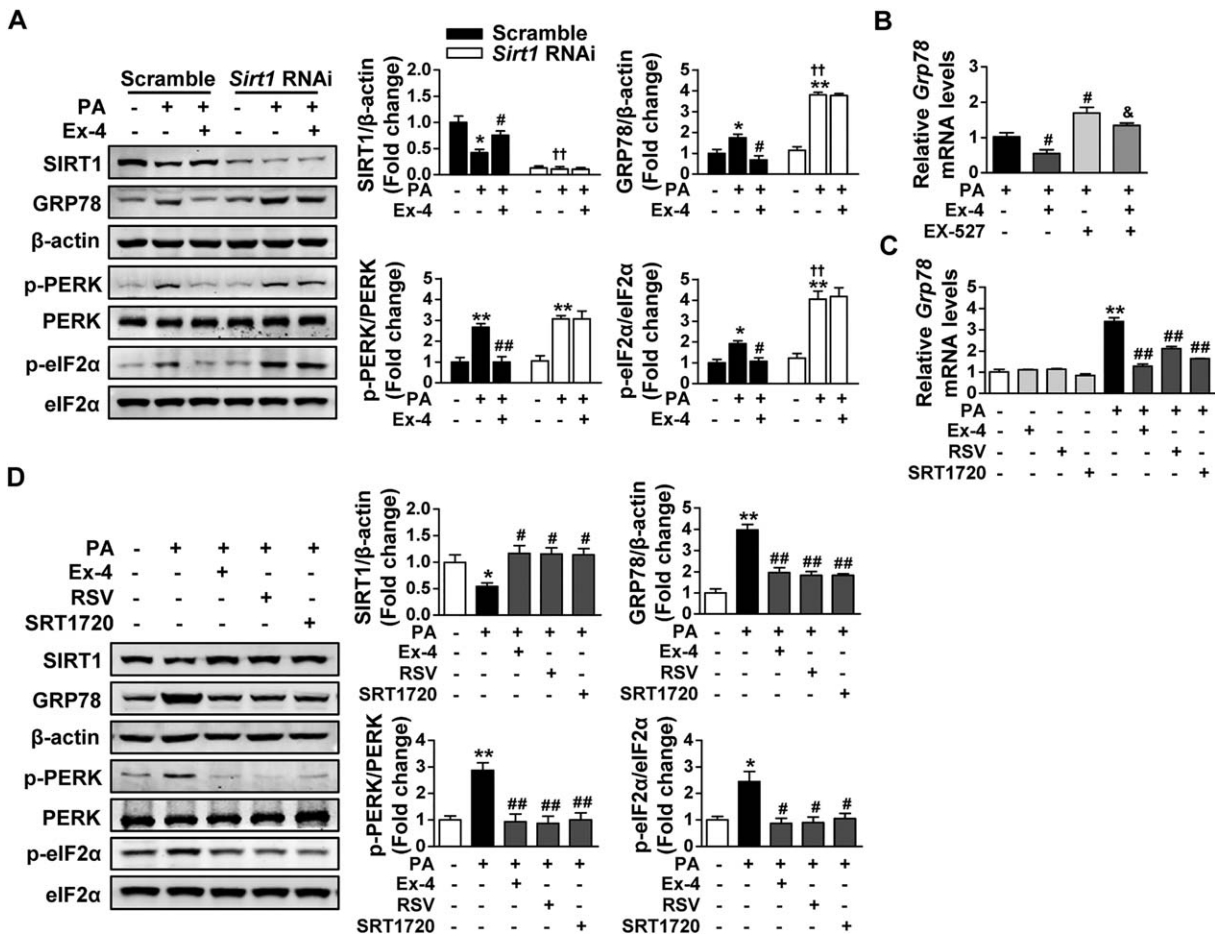 A
Scramble Sirt1 RNAi
PA - + + - + +
Ex-4 - - + - - +
SIRT1
GRP78
β-actin
p-PERK
PERK
p-eIF2α
eIF2α
Scramble
Sirt1 RNAi
SIRT1/β-actin
(Fold change)
2.0
1.5
1.0
0.5
0.0
* # ††
PA - + + - + +
Ex-4 - - + - - +
GRP78/β-actin
(Fold change)
5
4
3
2
1
0
* # †† **
PA - + + - + +
Ex-4 - - + - - +
p-PERK/PERK
(Fold change)
5
4
3
2
1
0
** ## **
PA - + + - + +
Ex-4 - - + - - +
p-eIF2α/eIF2α
(Fold change)
5
4
3
2
1
0
* # †† **
PA - + + - + +
Ex-4 - - + - - +
B
Relative Grp78
mRNA levels
3
2
1
0
# # &
PA + + + +
Ex-4 - + - +
EX-527 - - + +
C
Relative Grp78
mRNA levels
5
4
3
2
1
0
** ## ## ##
PA - - - - + + + +
Ex-4 - + - - - + - -
RSV - - + - - - + -
SRT1720 - - - + - - - +
D
PA - + + + +
Ex-4 - - + - -
RSV - - - + -
SRT1720 - - - - +
SIRT1
GRP78
β-actin
p-PERK
PERK
p-eIF2α
eIF2α
SIRT1/β-actin
(Fold change)
2.0
1.5
1.0
0.5
0.0
* # # #
PA - + + + +
Ex-4 - - + - -
RSV - - - + -
SRT1720 - - - - +
GRP78/β-actin
(Fold change)
5
4
3
2
1
0
** ## ## ##
PA - + + + +
Ex-4 - - + - -
RSV - - - + -
SRT1720 - - - - +
p-PERK/PERK
(Fold change)
4
3
2
1
0
** ## ## ##
PA - + + + +
Ex-4 - - + - -
RSV - - - + -
SRT1720 - - - - +
p-eIF2α/eIF2α
(Fold change)
4
3
2
1
0
* # # #
PA - + + + +
Ex-4 - - + - -
RSV - - - + -
SRT1720 - - - - +